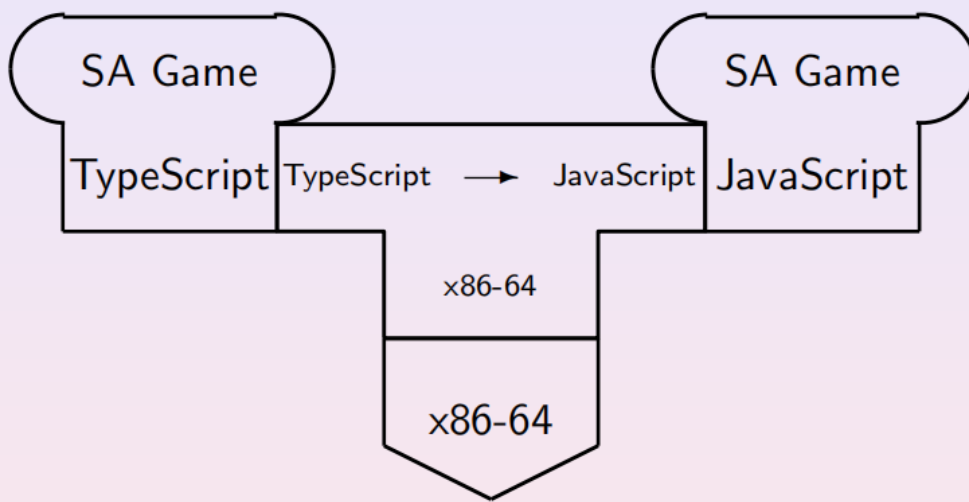 SA Game
SA Game
TypeScript
TypeScript → JavaScript
JavaScript
x86-64
x86-64